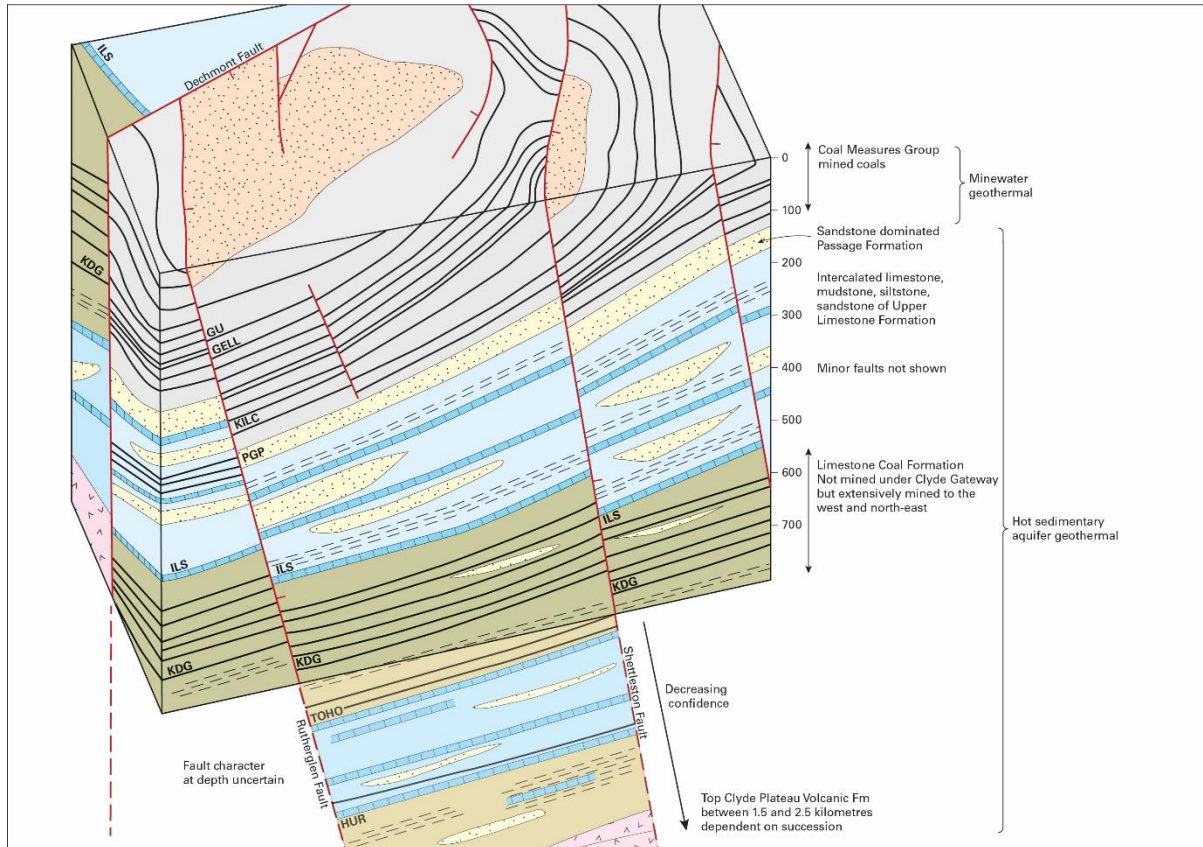 ILS
Dechmont Fault
Coal Measures Group
mined coals
Minewater
geothermal
0
100
Sandstone dominated
Passage Formation
200
Intercalated limestone,
mudstone, siltstone,
sandstone of Upper
Limestone Formation
300
Minor faults not shown
400
500
Limestone Coal Formation
Not mined under Clyde Gateway
but extensively mined to the
west and north-east
600
700
Hot sedimentary
aquifer geothermal
KDG
GU
GELL
KILC
PGP
ILS
ILS
ILS
KDG
KDG
KDG
TOHO
HUR
Rutherglen Fault
Shettleston Fault
Decreasing
confidence
Fault character
at depth uncertain
Top Clyde Plateau Volcanic Fm
between 1.5 and 2.5 kilometres
dependent on succession